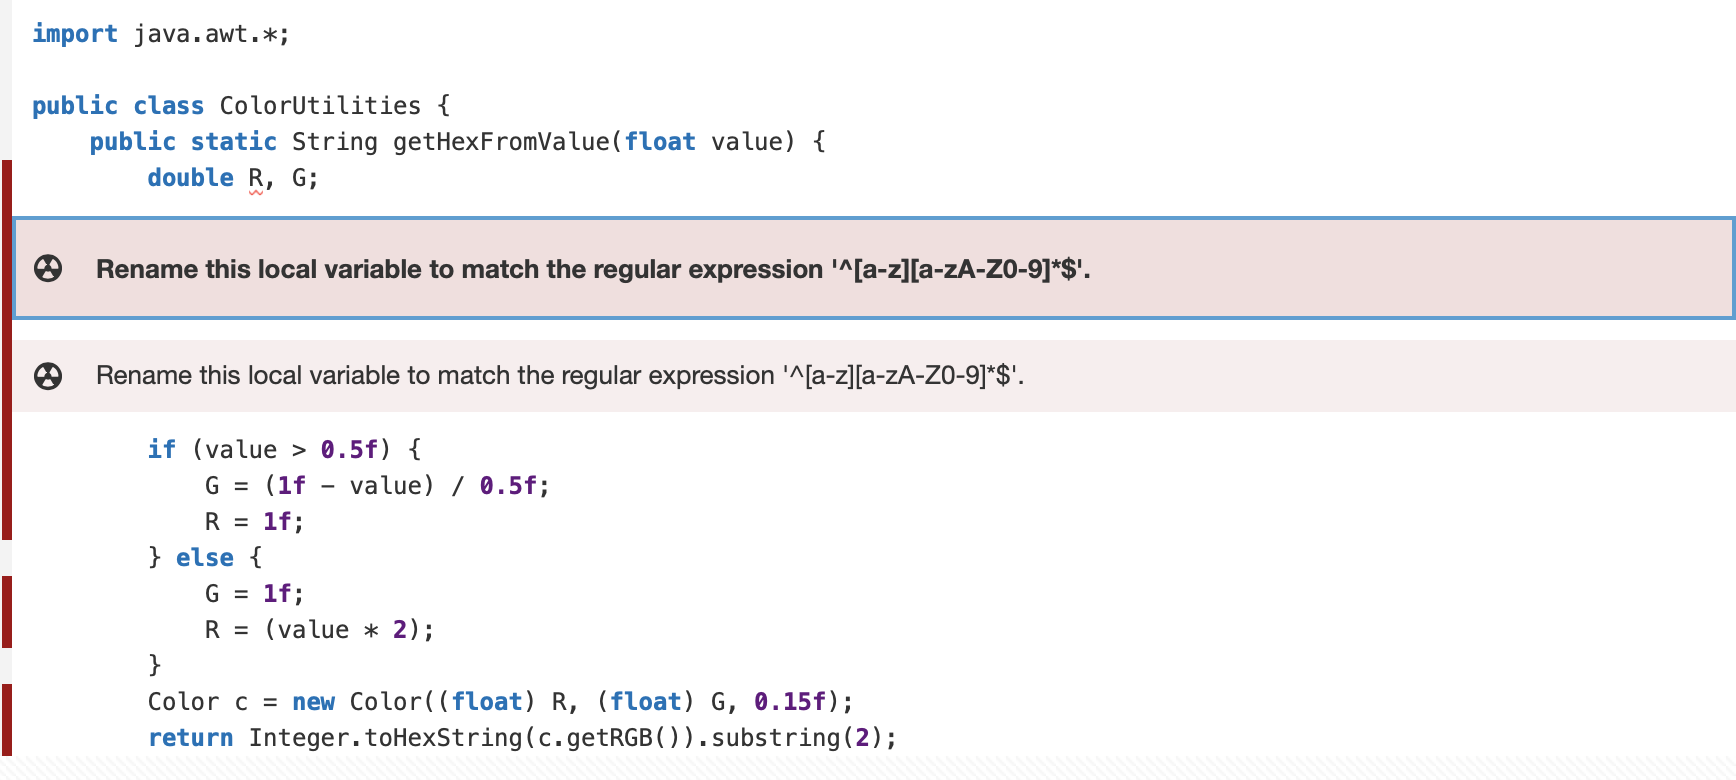 import java.awt.*;
public class ColorUtilities {
    public static String getHexFromValue(float value) {
        double R, G;
Rename this local variable to match the regular expression '^[a-z][a-zA-Z0-9]*$'.
Rename this local variable to match the regular expression '^[a-z][a-zA-Z0-9]*$'.
        if (value > 0.5f) {
            G = (1f - value) / 0.5f;
            R = 1f;
        } else {
            G = 1f;
            R = (value * 2);
        }
        Color c = new Color((float) R, (float) G, 0.15f);
        return Integer.toHexString(c.getRGB()).substring(2);